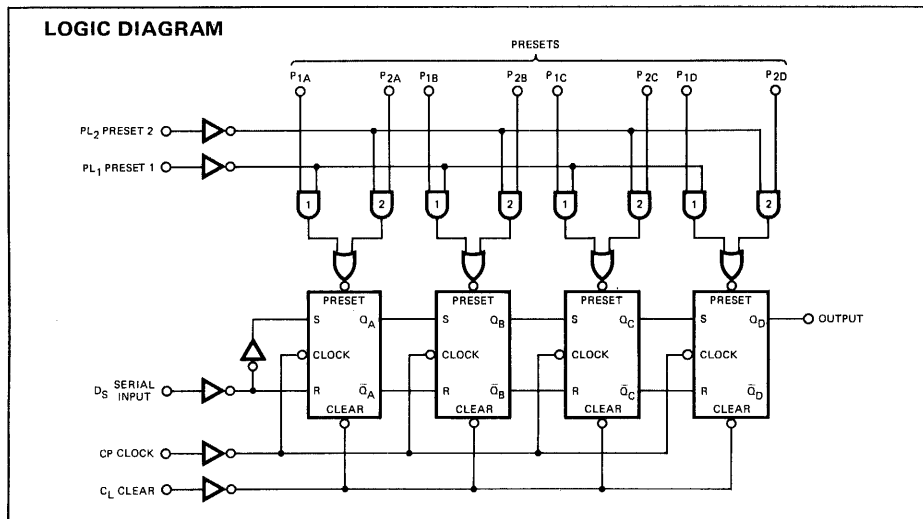 LOGIC DIAGRAM
PRESETS
P1A P2A P1B P2B P1C P2C P1D P2D
PL2 PRESET 2
PL1 PRESET 1
1 2 1 2 1 2 1 2
PRESET PRESET PRESET PRESET
S QA S QB S QC S QD OUTPUT
CLOCK CLOCK CLOCK CLOCK
DS SERIAL INPUT
R Q̄A R Q̄B R Q̄C R Q̄D
CLEAR CLEAR CLEAR CLEAR
CP CLOCK
CL CLEAR